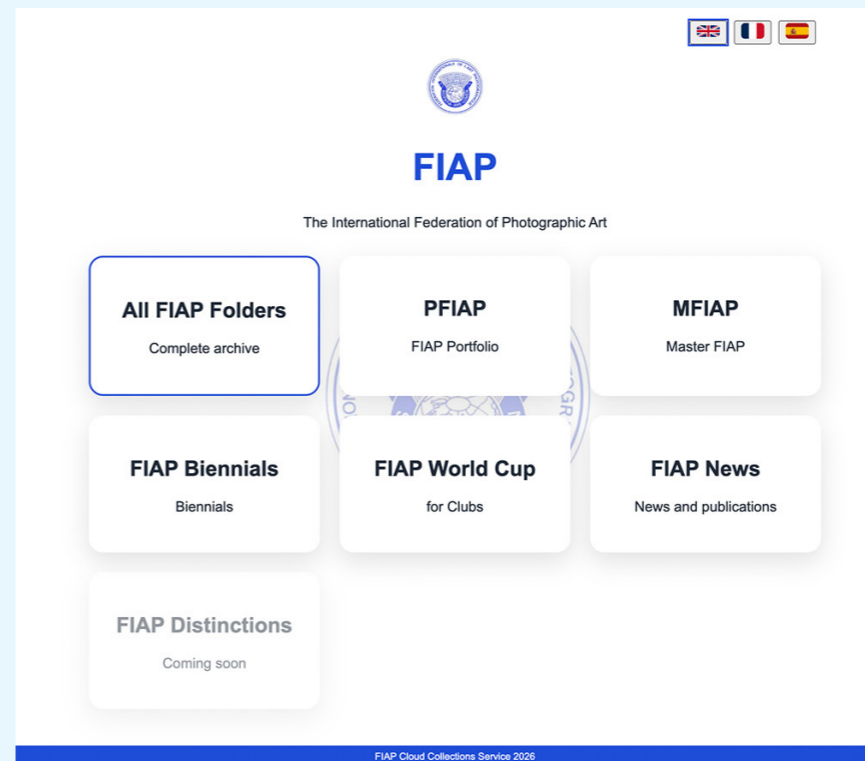 FIAP
The International Federation of Photographic Art
All FIAP Folders
Complete archive
PFIAP
FIAP Portfolio
MFIAP
Master FIAP
FIAP Biennials
Biennials
FIAP World Cup
for Clubs
FIAP News
News and publications
FIAP Distinctions
Coming soon
FIAP Cloud Collections Service 2026